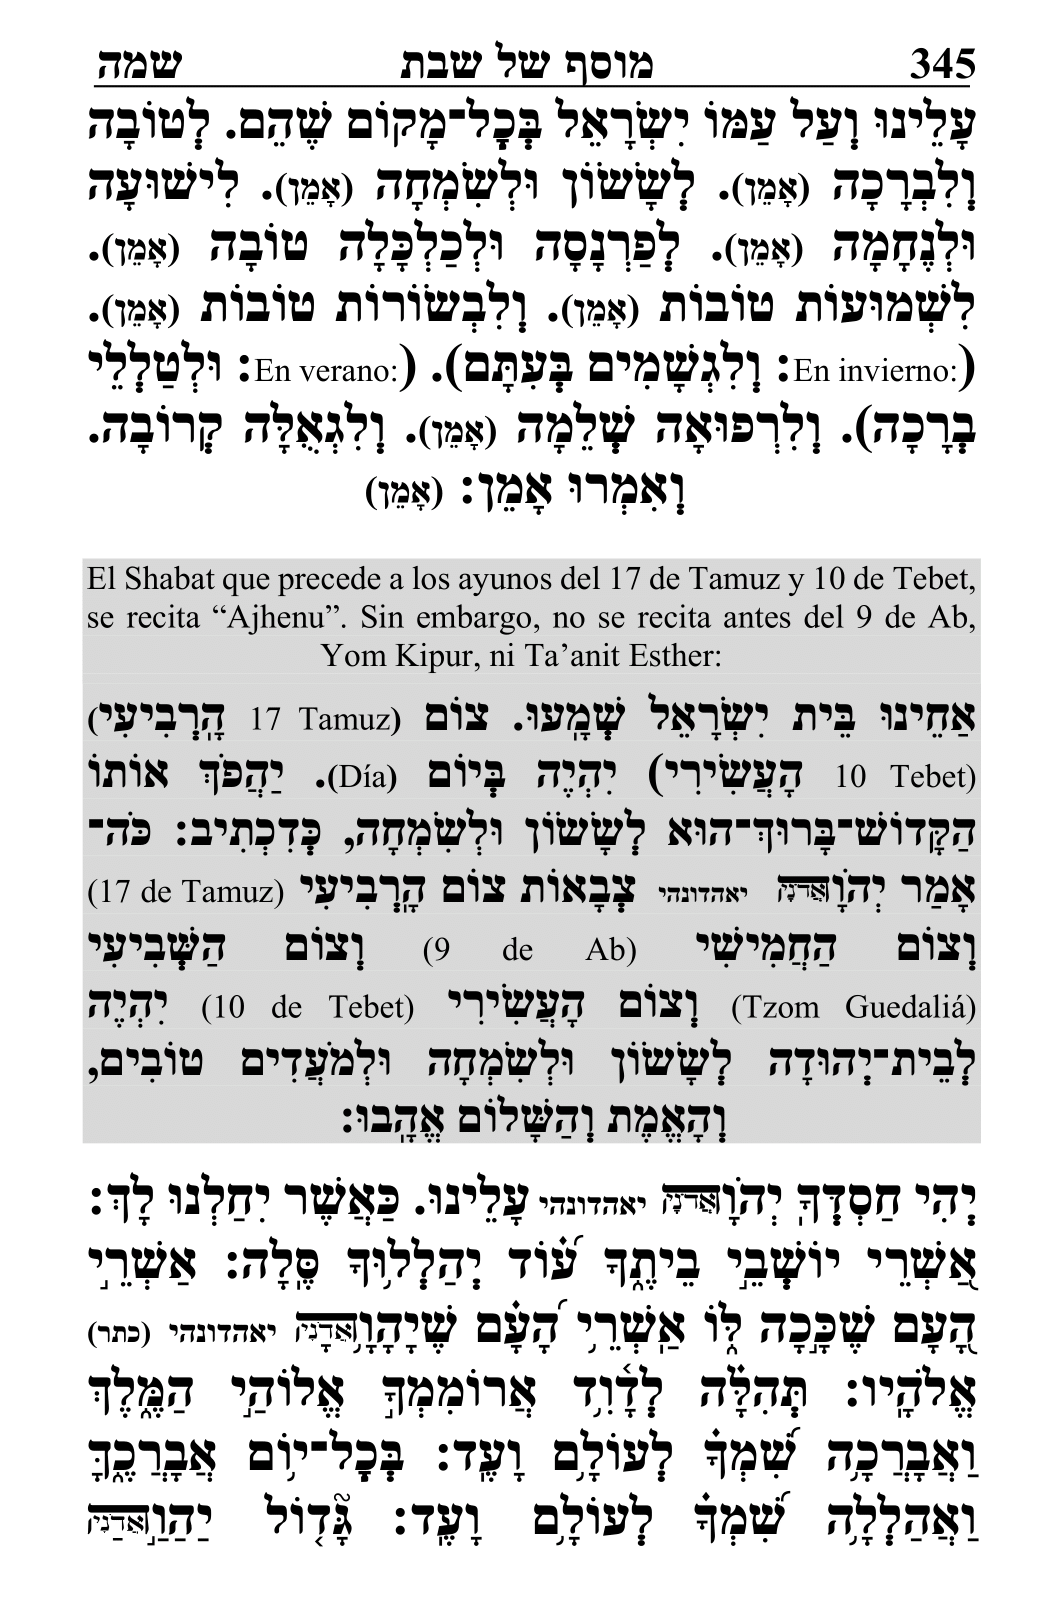 שמה מוסף של שבת 345
עָלֵינוּ וְעַל עַמּוֹ יִשְׂרָאֵל בְּכׇל־מָקוֹם שֶׁהֵם. לְטוֹבָה
וְלִבְרָכָה (אָמֵן). לְשָׂשׂוֹן וּלְשִׂמְחָה (אָמֵן). לִישׁוּעָה
וּלְנֶחָמָה (אָמֵן). לְפַרְנָסָה וּלְכַלְכָּלָה טוֹבָה (אָמֵן).
לִשְׁמוּעוֹת טוֹבוֹת (אָמֵן). וְלִבְשׂוֹרוֹת טוֹבוֹת (אָמֵן).
(En invierno: וְלִגְשָׁמִים בְּעִתָּם). (En verano: וּלְטַלְלֵי
בְרָכָה). וְלִרְפוּאָה שְׁלֵמָה (אָמֵן). וְלִגְאֻלָּה קְרוֹבָה.
וְאִמְרוּ אָמֵן: (אָמֵן)
El Shabat que precede a los ayunos del 17 de Tamuz y 10 de Tebet,
se recita “Ajhenu”. Sin embargo, no se recita antes del 9 de Ab,
Yom Kipur, ni Ta’anit Esther:
אַחֵינוּ בֵּית יִשְׂרָאֵל שְׁמָעוּ. צוֹם (17 Tamuz הָרְבִיעִי)
(10 Tebet הָעֲשִׂירִי) יִהְיֶה בְּיוֹם (Día). יַהֲפֹךְ אוֹתוֹ
הַקָּדוֹשׁ־בָּרוּךְ־הוּא לְשָׂשׂוֹן וּלְשִׂמְחָה, כְּדִכְתִיב: כֹּה־
אָמַר יְהֹוָה אֲדֹנָי יאהדונהי צְבָאוֹת צוֹם הָרְבִיעִי (17 de Tamuz)
וְצוֹם הַחֲמִישִׁי (9 de Ab) וְצוֹם הַשְּׁבִיעִי
(Tzom Guedaliá) וְצוֹם הָעֲשִׂירִי (10 de Tebet) יִהְיֶה
לְבֵית־יְהוּדָה לְשָׂשׂוֹן וּלְשִׂמְחָה וּלְמֹעֲדִים טוֹבִים,
וְהָאֱמֶת וְהַשָּׁלוֹם אֱהָבוּ:
יְהִי חַסְדְּךָ יְהֹוָה אֲדֹנָי יאהדונהי עָלֵינוּ. כַּאֲשֶׁר יִחַלְנוּ לָךְ:
אַ֭שְׁרֵי יוֹשְׁבֵ֣י בֵיתֶ֑ךָ ע֝֗וֹד יְֽהַלְל֥וּךָ סֶּֽלָה: אַשְׁרֵ֣י
הָ֭עָם שֶׁכָּ֣כָה לּ֑וֹ אַֽשְׁרֵ֥י הָ֝עָ֗ם שֶׁיָהָוָ֥ה אֲדֹנָי יאהדונהי (כתר)
אֱלֹהָֽיו: תְּהִלָּ֗ה לְדָ֫וִ֥ד אֲרוֹמִמְךָ֣ אֱלוֹהַ֣י הַמֶּ֑לֶךְ
וַאֲבָרְכָ֥ה שִׁ֝מְךָ֗ לְעוֹלָ֥ם וָעֶֽד: בְּכׇל־י֥וֹם אֲבָרְכֶ֑ךָּ
וַאֲהַלְלָ֥ה שִׁ֝מְךָ֗ לְעוֹלָ֥ם וָעֶֽד: גָּ֘ד֤וֹל יַהַוַ֣ה אֲדֹנָי